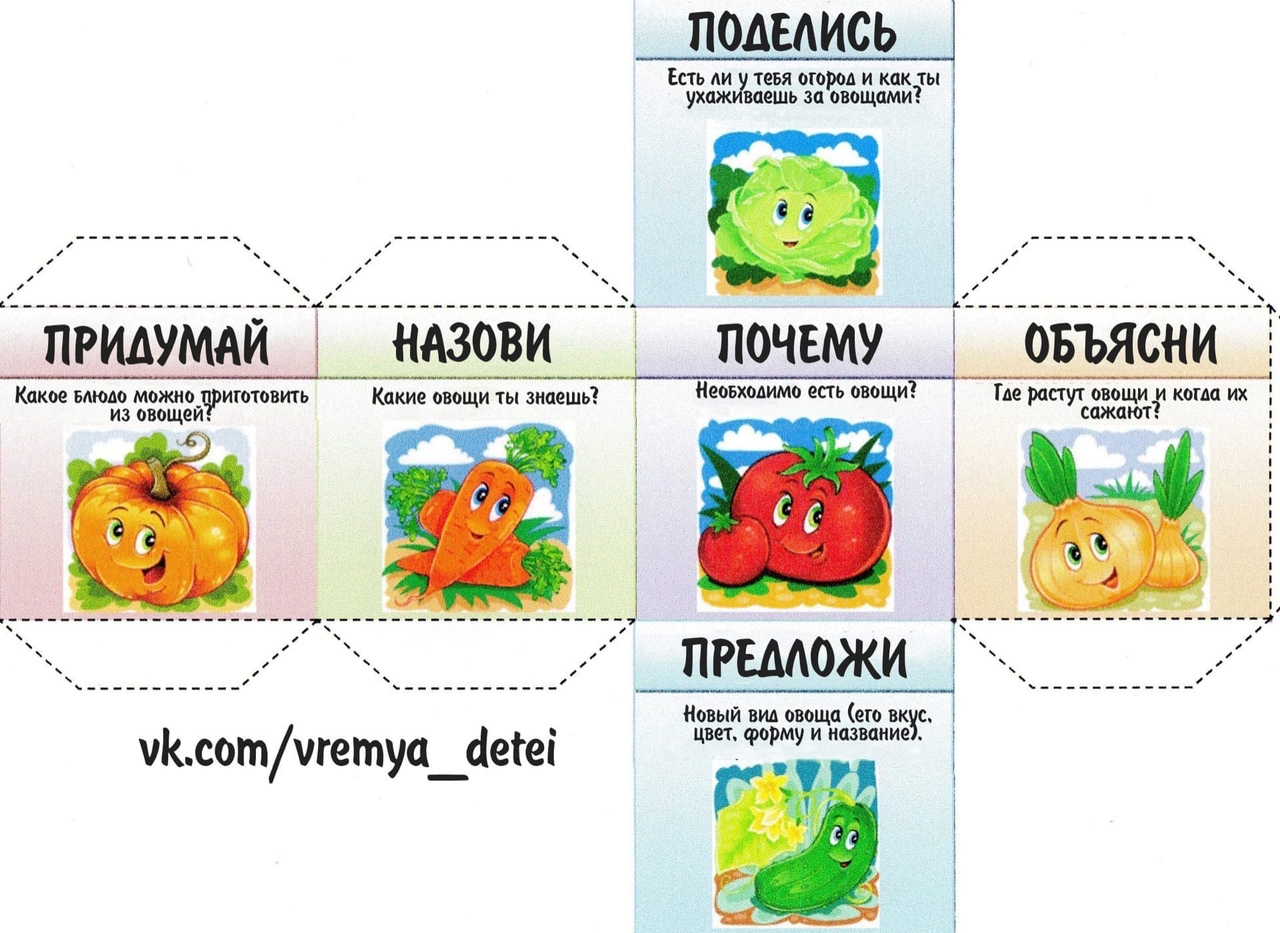 ПОДЕЛИСЬ
Есть ли у тебя огород и как ты
ухаживаешь за овощами?
ПРИДУМАЙ
Какое блюдо можно приготовить
из овощей?
НАЗОВИ
Какие овощи ты знаешь?
ПОЧЕМУ
Необходимо есть овощи?
ОБЪЯСНИ
Где растут овощи и когда их
сажают?
ПРЕДЛОЖИ
Новый вид овоща (его вкус,
цвет, форму и название).
vk.com/vremya_detei